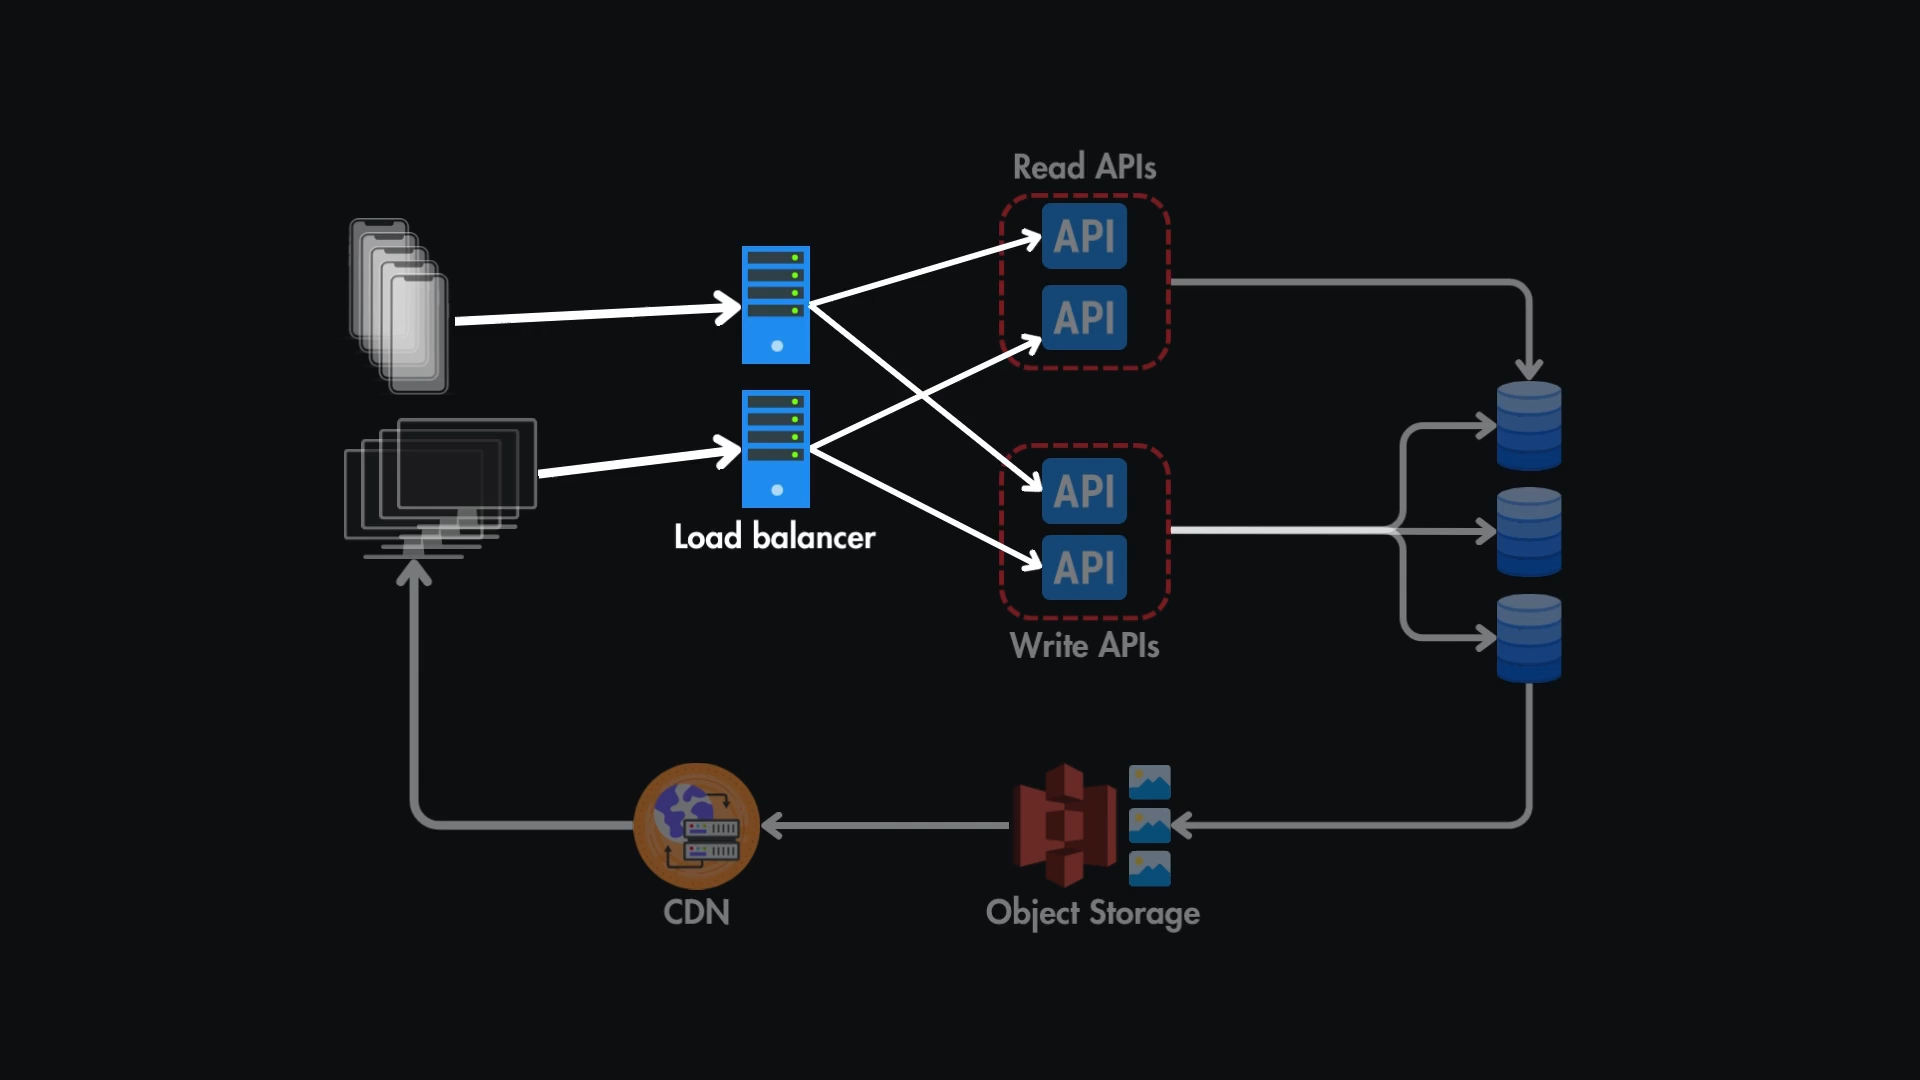 Read APIs
API
API
Load balancer
API
API
Write APIs
CDN
Object Storage